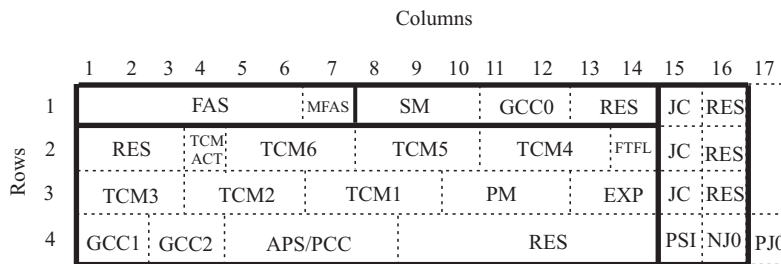 Columns
1 2 3 4 5 6 7 8 9 10 11 12 13 14 15 16 17
Rows
1 FAS MFAS SM GCC0 RES JC RES
2 RES TCM ACT TCM6 TCM5 TCM4 FTFL JC RES
3 TCM3 TCM2 TCM1 PM EXP JC RES
4 GCC1 GCC2 APS/PCC RES PSI NJ0 PJ0